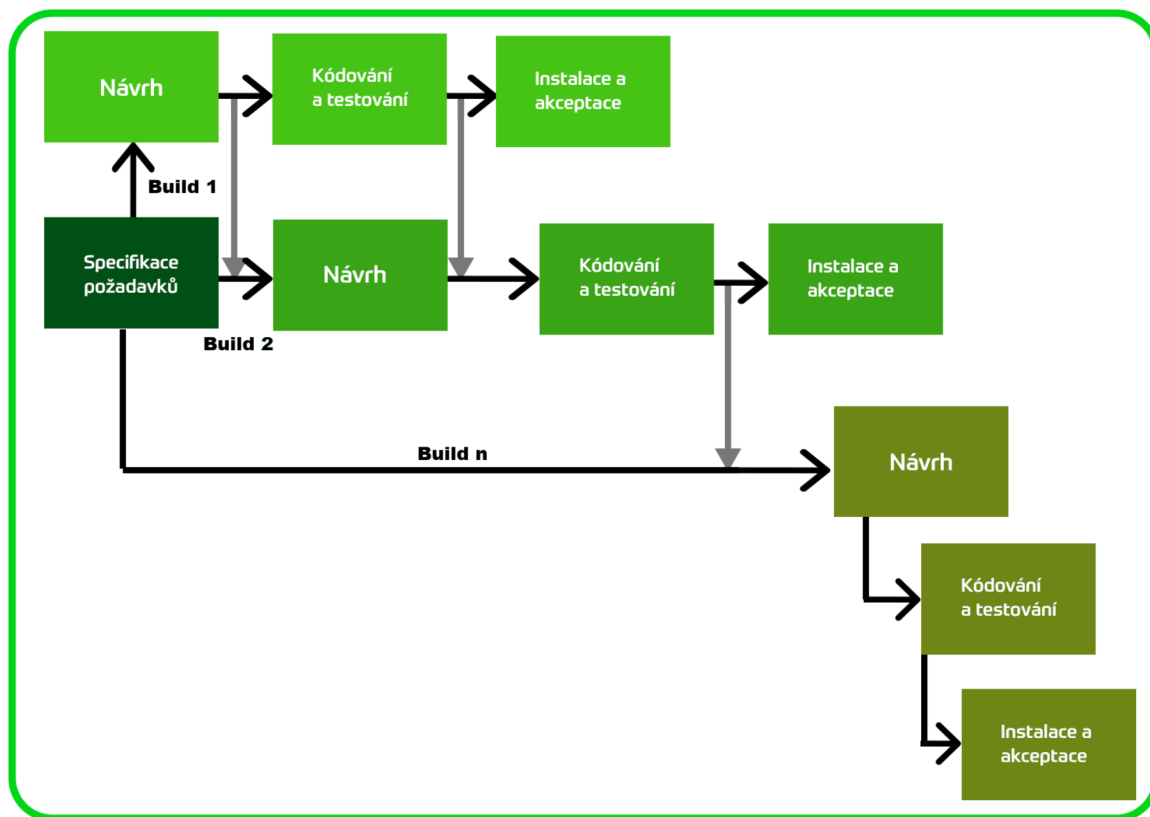 Návrh
Kódování
a testování
Instalace a
akceptace
Build 1
Specifikace
požadavků
Návrh
Kódování
a testování
Instalace a
akceptace
Build 2
Build n
Návrh
Kódování
a testování
Instalace a
akceptace